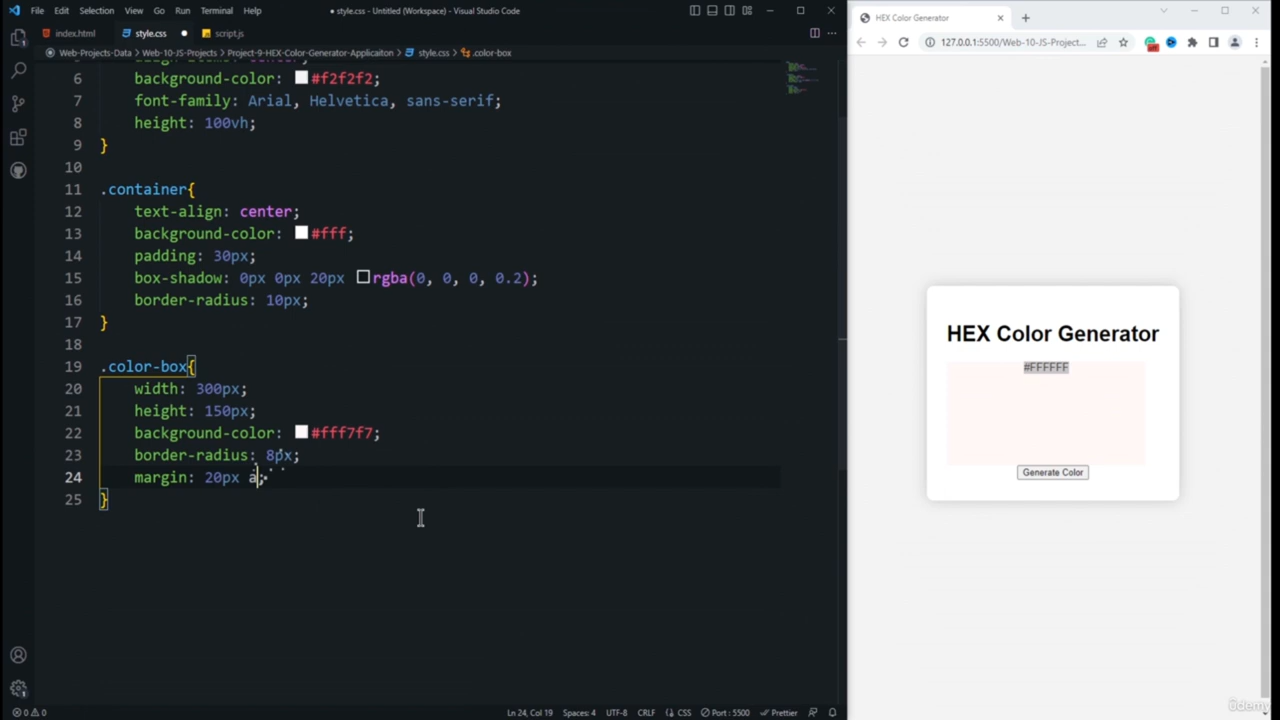 File Edit Selection View Go Run Terminal Help
● style.css - Untitled (Workspace) - Visual Studio Code
index.html style.css script.js
Web-Projects-Data > Web-10-JS-Projects > Project-9-HEX-Color-Generator-Applicaiton > style.css > .color-box
6 background-color: #f2f2f2;
7 font-family: Arial, Helvetica, sans-serif;
8 height: 100vh;
9 }
10
11 .container{
12 text-align: center;
13 background-color: #fff;
14 padding: 30px;
15 box-shadow: 0px 0px 20px rgba(0, 0, 0, 0.2);
16 border-radius: 10px;
17 }
18
19 .color-box{
20 width: 300px;
21 height: 150px;
22 background-color: #fff7f7;
23 border-radius: 8px;
24 margin: 20px a;
25 }
0 0 Ln 24, Col 19 Spaces: 4 UTF-8 CRLF { } CSS Port : 5500 Prettier
HEX Color Generator
127.0.0.1:5500/Web-10-JS-Project...
HEX Color Generator
#FFFFFF
Generate Color
ûdemy